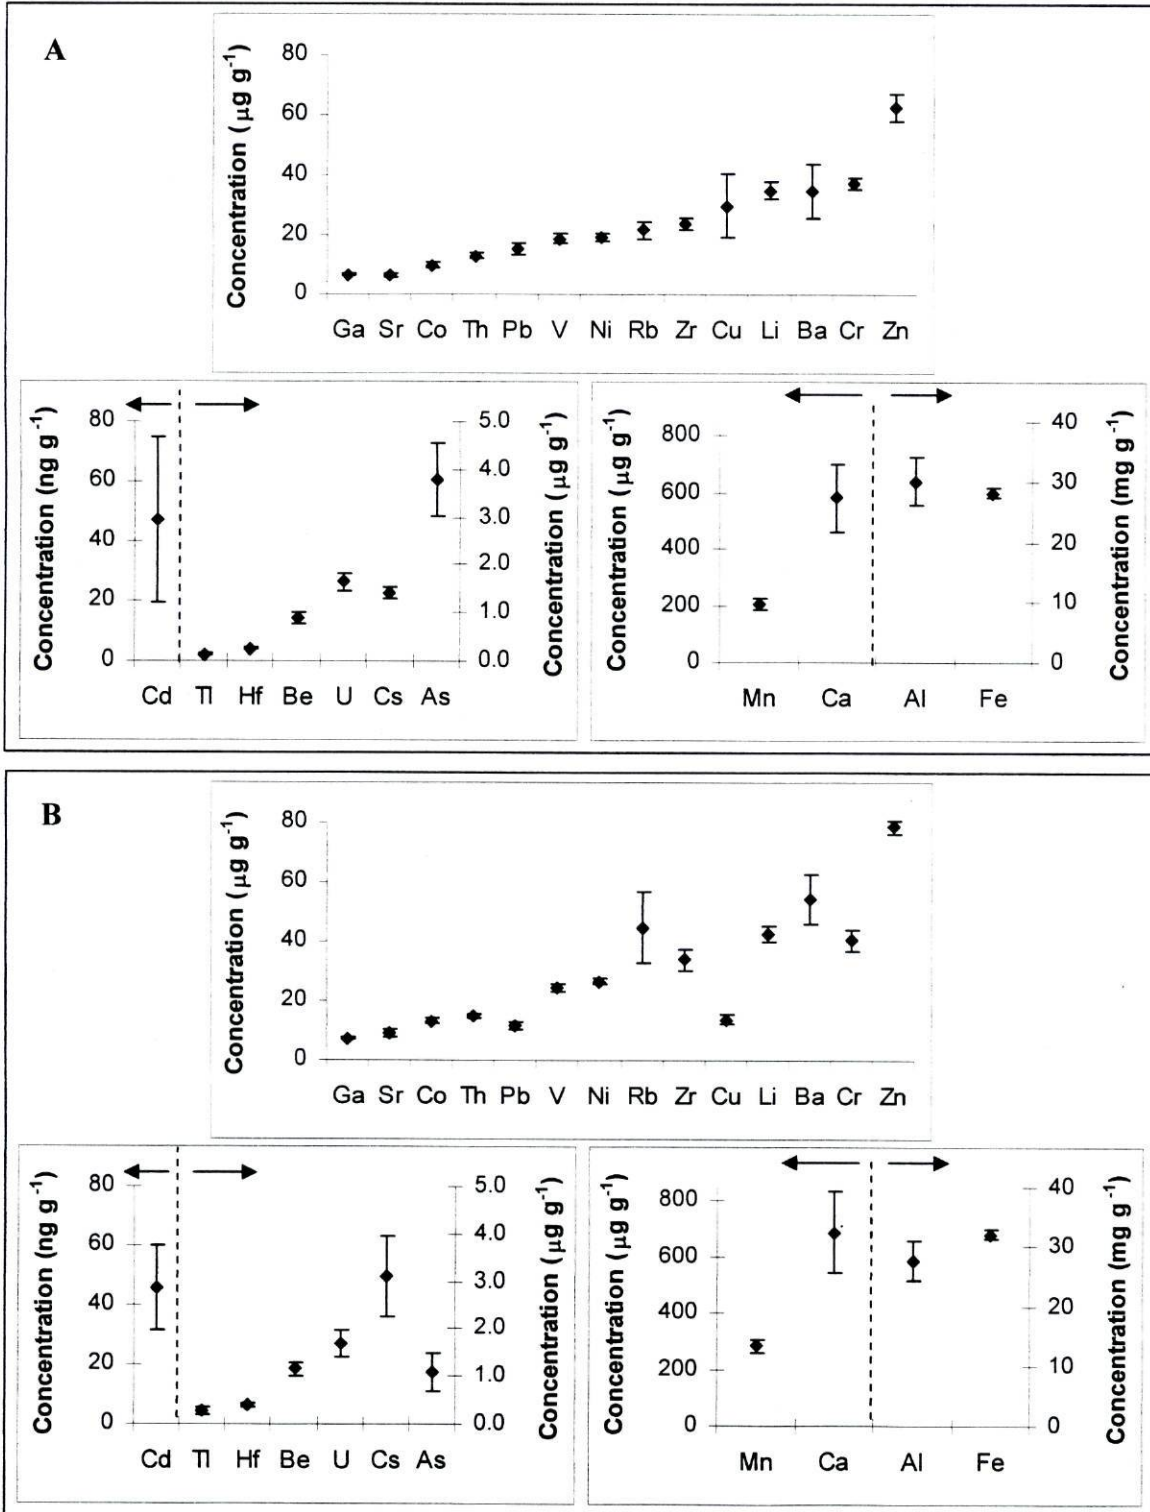 A
Concentration (µg g-1)
80
60
40
20
0
Ga Sr Co Th Pb V Ni Rb Zr Cu Li Ba Cr Zn
Concentration (ng g-1)
80
60
40
20
0
Cd Tl Hf Be U Cs As
5.0
4.0
3.0
2.0
1.0
0.0
Concentration (µg g-1)
Concentration (µg g-1)
800
600
400
200
0
Mn Ca Al Fe
40
30
20
10
0
Concentration (mg g-1)
B
Concentration (µg g-1)
80
60
40
20
0
Ga Sr Co Th Pb V Ni Rb Zr Cu Li Ba Cr Zn
Concentration (ng g-1)
80
60
40
20
0
Cd Tl Hf Be U Cs As
5.0
4.0
3.0
2.0
1.0
0.0
Concentration (µg g-1)
Concentration (µg g-1)
800
600
400
200
0
Mn Ca Al Fe
40
30
20
10
0
Concentration (mg g-1)